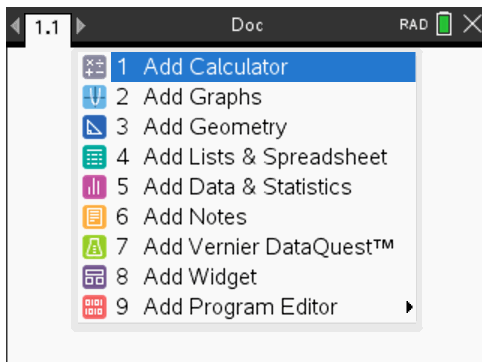 1.1 Doc RAD
1 Add Calculator
2 Add Graphs
3 Add Geometry
4 Add Lists & Spreadsheet
5 Add Data & Statistics
6 Add Notes
7 Add Vernier DataQuest™
8 Add Widget
9 Add Program Editor